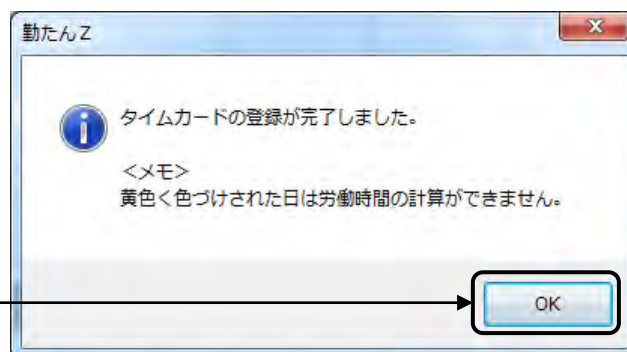 勤たんZ
タイムカードの登録が完了しました。
<メモ>
黄色く色づけされた日は労働時間の計算ができません。
OK